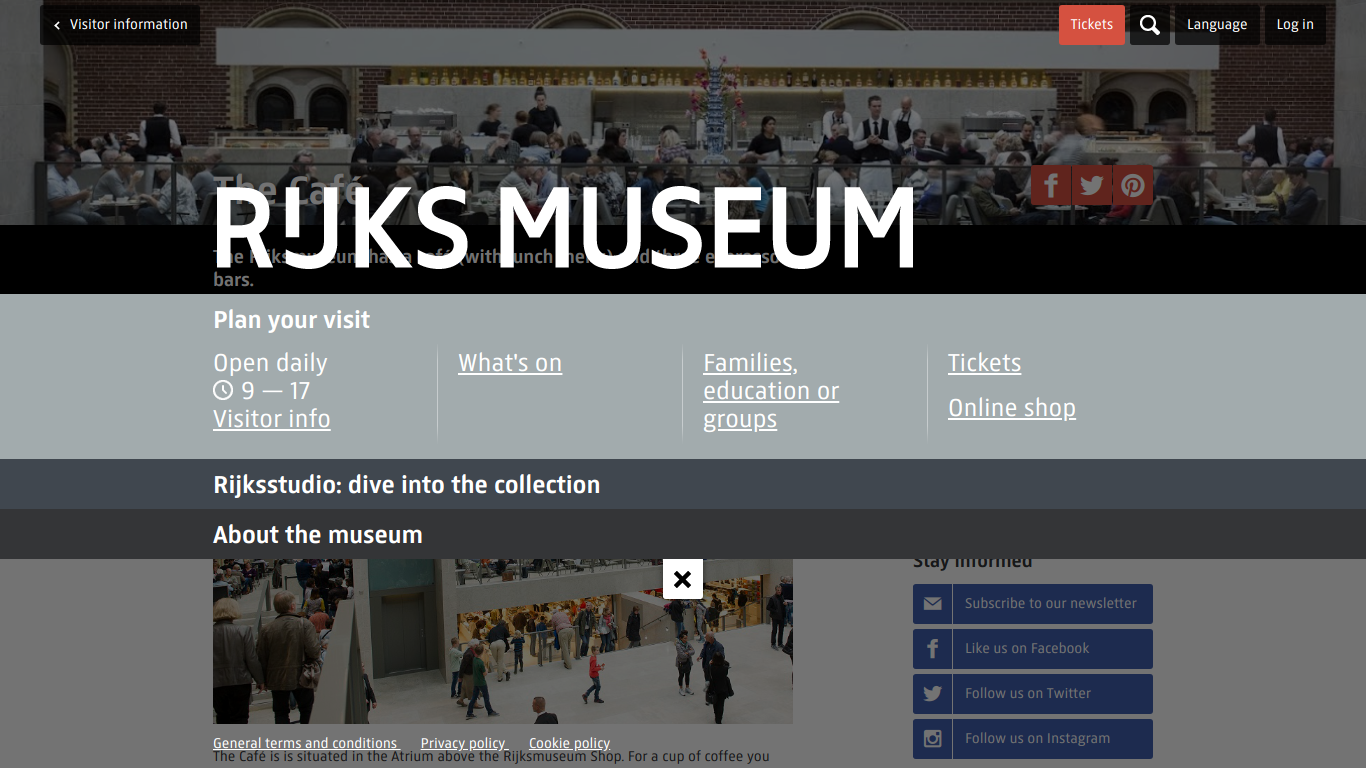 Visitor information
Tickets
Language
Log in
The Café
RIJKS MUSEUM
The Rijksmuseum has a café (with lunch menu) and three espresso
bars.
Plan your visit
Open daily
9 — 17
Visitor info
What's on
Families,
education or
groups
Tickets
Online shop
Rijksstudio: dive into the collection
About the museum
Stay informed
Subscribe to our newsletter
Like us on Facebook
Follow us on Twitter
Follow us on Instagram
General terms and conditions Privacy policy Cookie policy
The Café is is situated in the Atrium above the Rijksmuseum Shop. For a cup of coffee you